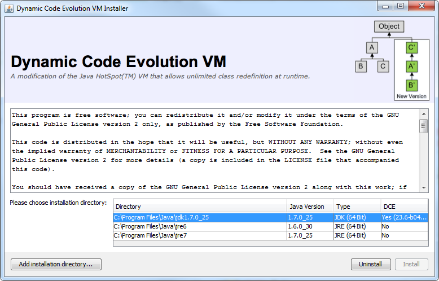 Dynamic Code Evolution VM Installer
Dynamic Code Evolution VM
A modification of the Java HotSpot(TM) VM that allows unlimited class redefinition at runtime.
Object
A
C'
B
C
A'
B'
New Version
This program is free software; you can redistribute it and/or modify it under the terms of the GNU
General Public License version 2 only, as published by the Free Software Foundation.
This code is distributed in the hope that it will be useful, but WITHOUT ANY WARRANTY; without even
the implied warranty of MERCHANTABILITY or FITNESS FOR A PARTICULAR PURPOSE.  See the GNU General
Public License version 2 for more details (a copy is included in the LICENSE file that accompanied
this code).
You should have received a copy of the GNU General Public License version 2 along with this work; if
Please choose installation directory:
Directory Java Version Type DCE
C:\Program Files\Java\jdk1.7.0_25 1.7.0_25 JDK (64 Bit) Yes (23.6-b04...
C:\Program Files\Java\jre6 1.6.0_30 JRE (64 Bit) No
C:\Program Files\Java\jre7 1.7.0_25 JRE (64 Bit) No
Add installation directory...
Uninstall
Install